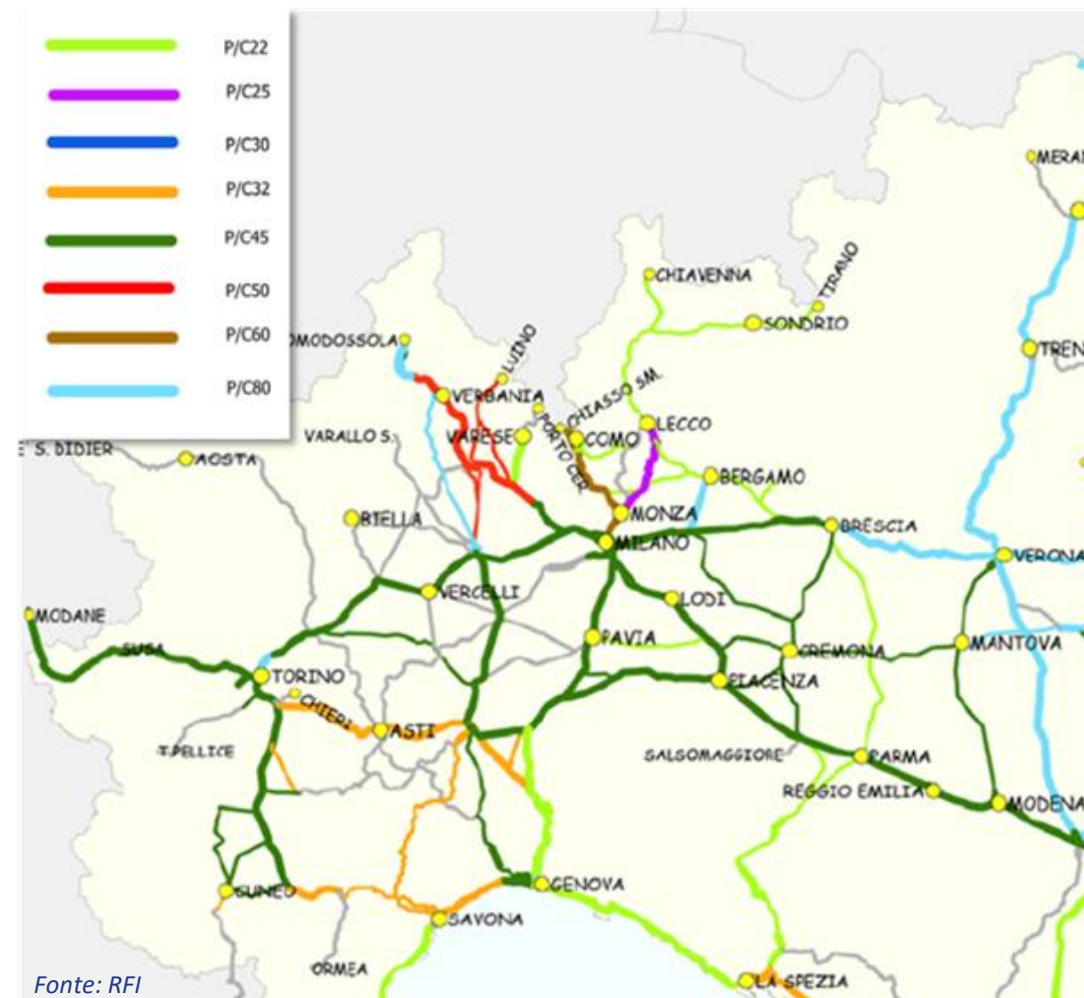 P/C22
P/C25
P/C30
P/C32
P/C45
P/C50
P/C60
P/C80
MERA
CHIAVENNA
TIRANO
SONDRIO
OMODOSSOLA
LUINO
TREN
VERBANIA
CHIASSO SM.
PORTO CER.
LECCO
VARALLO S.
VARESE
COMO
E S. DIDIER
AOSTA
BERGAMO
BIELLA
MONZA
BRESCIA
MILANO
VERONA
VERCELLI
LODI
MODANE
PAVIA
MANTOVA
SUSA
CREMONA
TORINO
PIACENZA
CHIERI
ASTI
T.PELLICE
SALSOMAGGIORE
PARMA
REGGIO EMILIA
MODENA
CUNEO
GENOVA
SAVONA
ORMEA
LA SPEZIA
Fonte: RFI